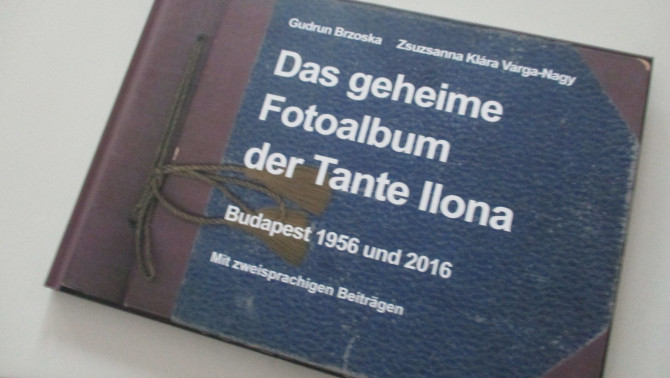 Gudrun Brzoska Zsuzsanna Klára Varga-Nagy
Das geheime
Fotoalbum
der Tante Ilona
Budapest 1956 und 2016
Mit zweisprachigen Beiträgen